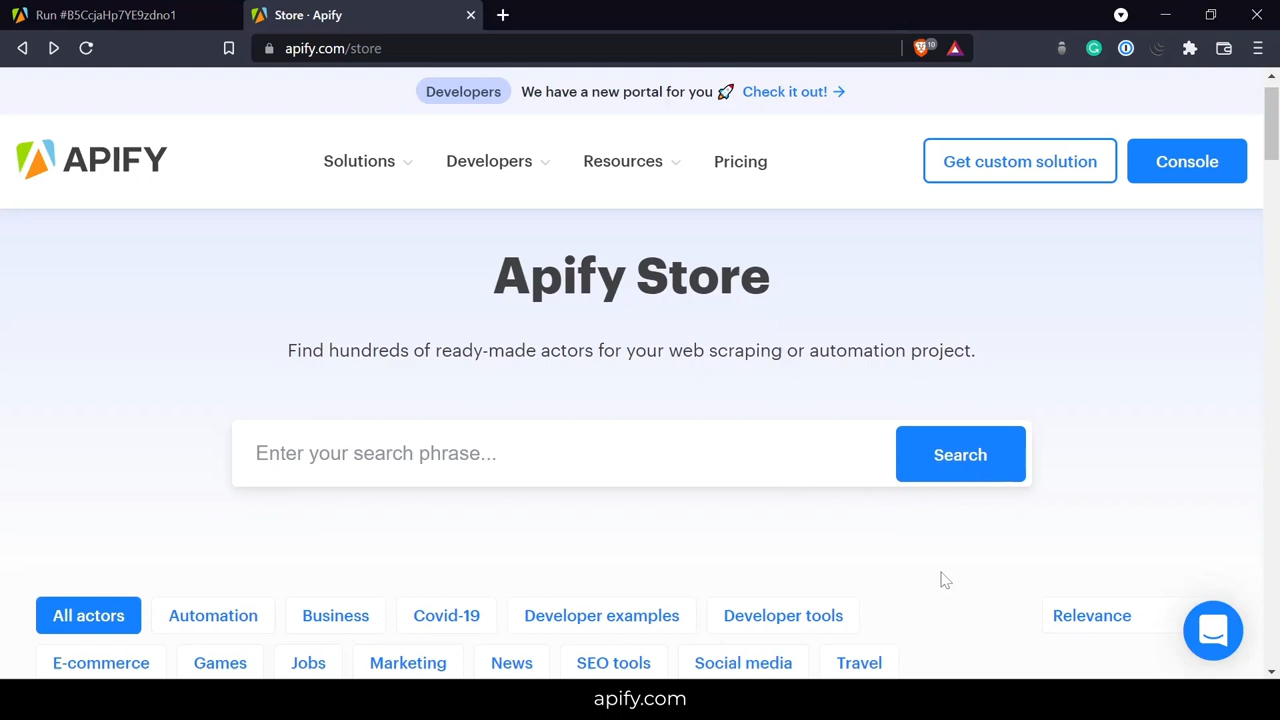 Run #B5CcjaHp7YE9zdno1
Store · Apify
apify.com/store
10
Developers We have a new portal for you Check it out! →
APIFY
Solutions Developers Resources Pricing Get custom solution Console
Apify Store
Find hundreds of ready-made actors for your web scraping or automation project.
Enter your search phrase... Search
All actors Automation Business Covid-19 Developer examples Developer tools Relevance
E-commerce Games Jobs Marketing News SEO tools Social media Travel
apify.com